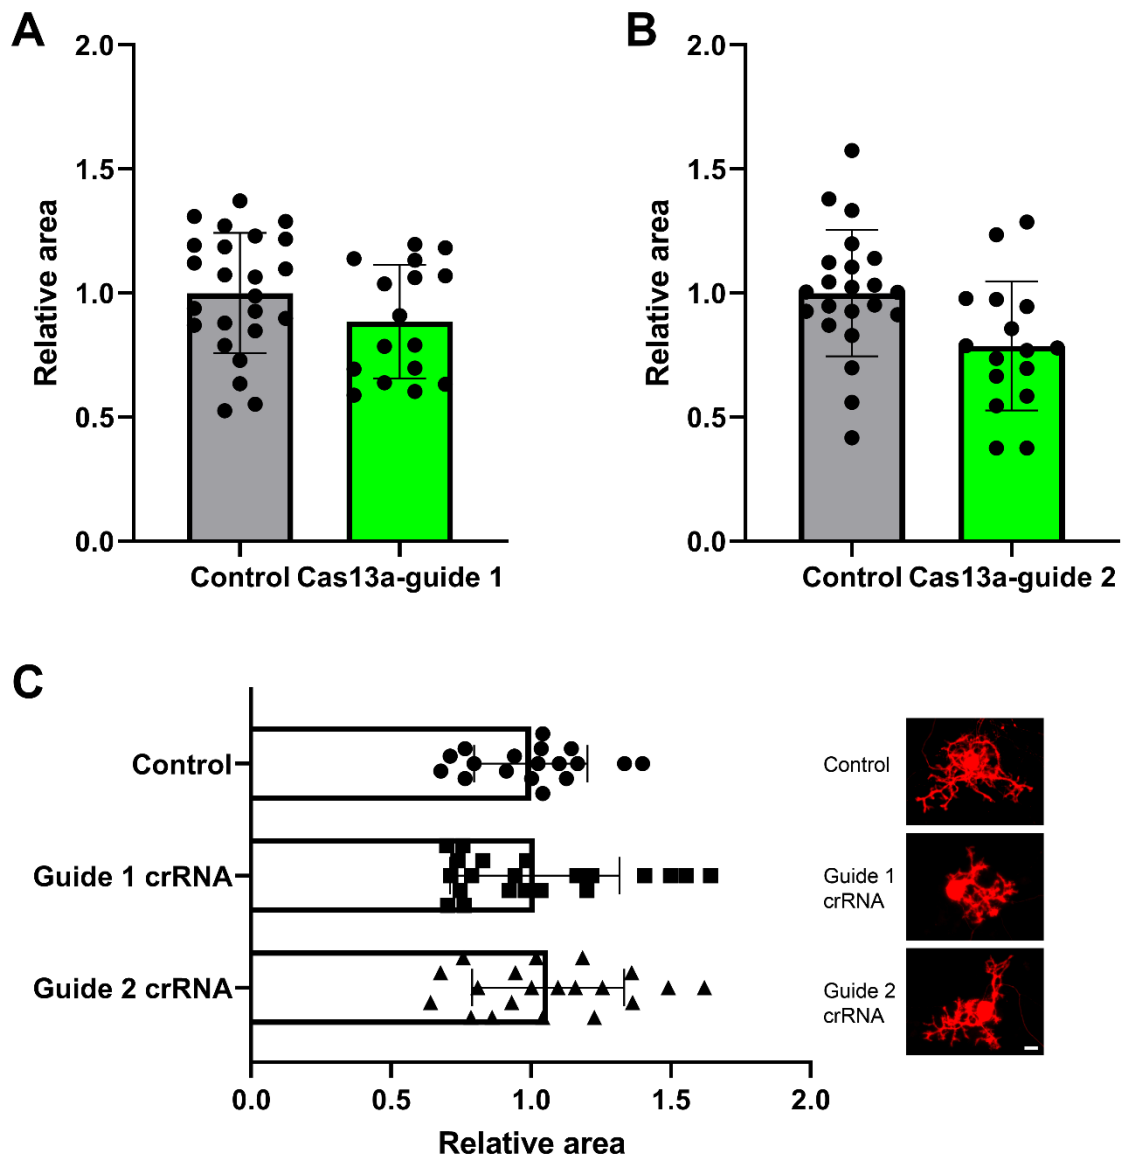 A
2.0
1.5
1.0
0.5
0.0
Relative area
Control Cas13a-guide 1
B
2.0
1.5
1.0
0.5
0.0
Relative area
Control Cas13a-guide 2
C
Control
Guide 1 crRNA
Guide 2 crRNA
0.0 0.5 1.0 1.5 2.0
Relative area
Control
Guide 1
crRNA
Guide 2
crRNA